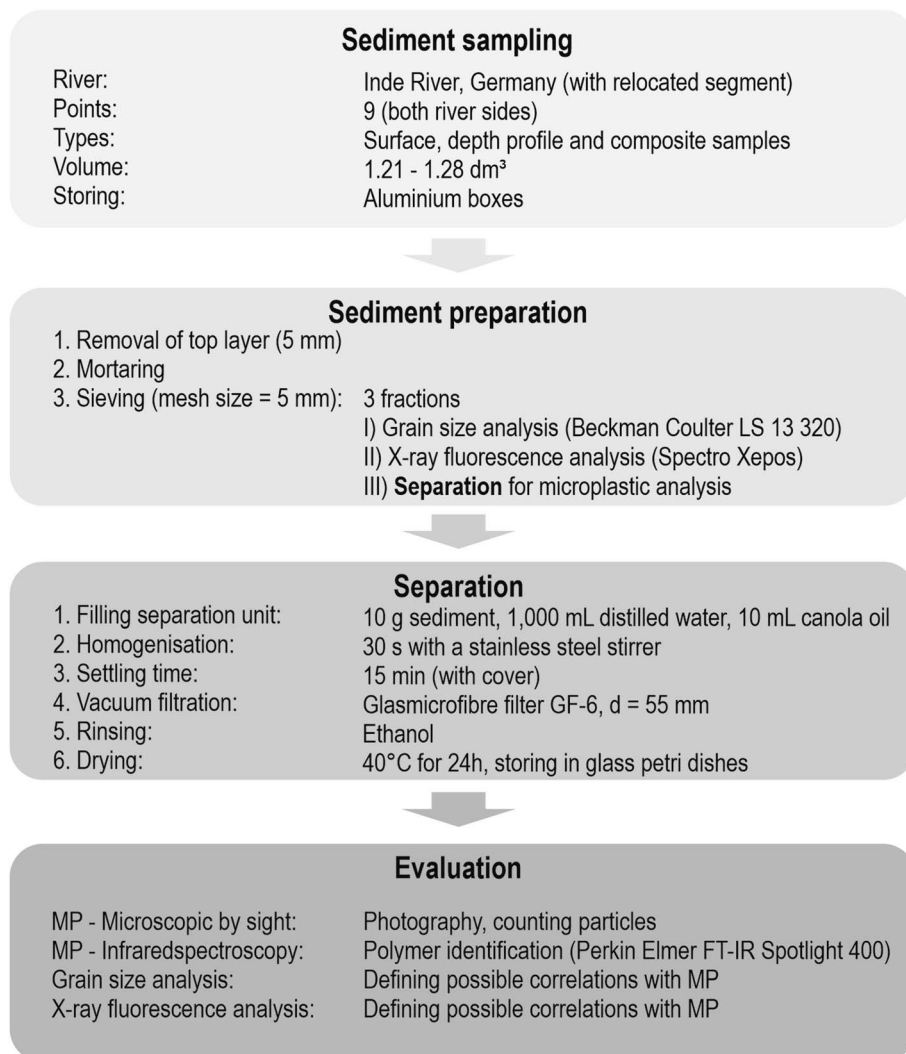 Sediment sampling
River: Inde River, Germany (with relocated segment)
Points: 9 (both river sides)
Types: Surface, depth profile and composite samples
Volume: 1.21 - 1.28 dm³
Storing: Aluminium boxes
Sediment preparation
1. Removal of top layer (5 mm)
2. Mortaring
3. Sieving (mesh size = 5 mm): 3 fractions
I) Grain size analysis (Beckman Coulter LS 13 320)
II) X-ray fluorescence analysis (Spectro Xepos)
III) Separation for microplastic analysis
Separation
1. Filling separation unit: 10 g sediment, 1,000 mL distilled water, 10 mL canola oil
2. Homogenisation: 30 s with a stainless steel stirrer
3. Settling time: 15 min (with cover)
4. Vacuum filtration: Glasmicrofibre filter GF-6, d = 55 mm
5. Rinsing: Ethanol
6. Drying: 40°C for 24h, storing in glass petri dishes
Evaluation
MP - Microscopic by sight: Photography, counting particles
MP - Infraredspectroscopy: Polymer identification (Perkin Elmer FT-IR Spotlight 400)
Grain size analysis: Defining possible correlations with MP
X-ray fluorescence analysis: Defining possible correlations with MP